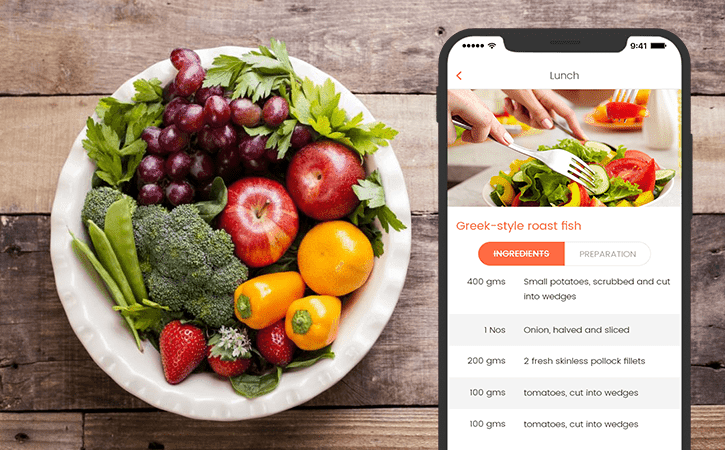 9:41
Lunch
Greek-style roast fish
INGREDIENTS PREPARATION
400 gms Small potatoes, scrubbed and cut
into wedges
1 Nos Onion, halved and sliced
200 gms 2 fresh skinless pollock fillets
100 gms tomatoes, cut into wedges
100 gms tomatoes, cut into wedges